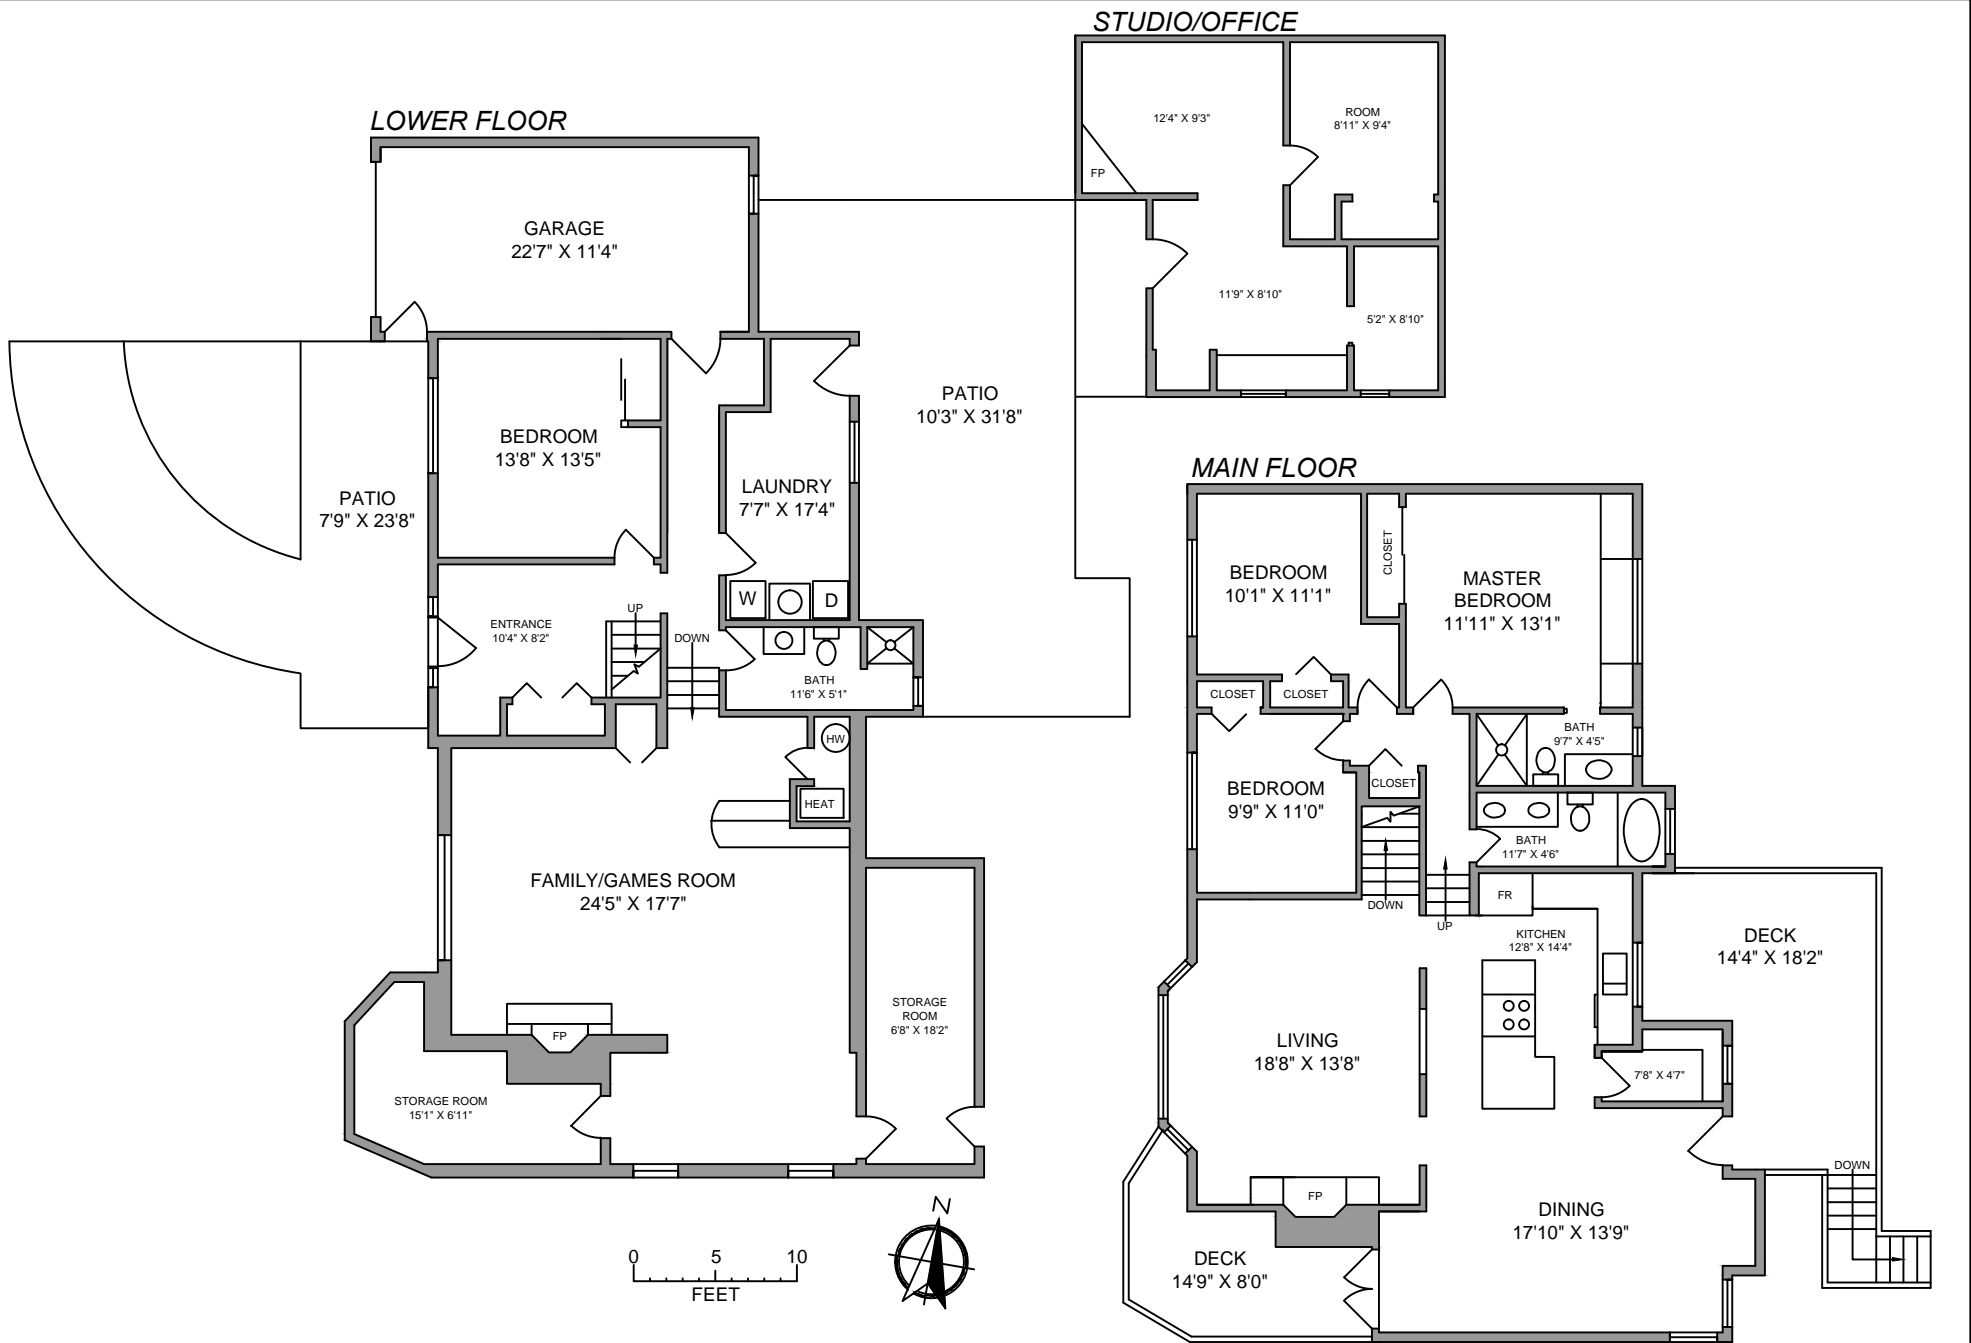 STUDIO/OFFICE
12'4" X 9'3"
ROOM
8'11" X 9'4"
FP
11'9" X 8'10"
5'2" X 8'10"
LOWER FLOOR
GARAGE
22'7" X 11'4"
PATIO
10'3" X 31'8"
BEDROOM
13'8" X 13'5"
LAUNDRY
7'7" X 17'4"
PATIO
7'9" X 23'8"
W
D
ENTRANCE
10'4" X 8'2"
UP
DOWN
BATH
11'6" X 5'1"
HW
HEAT
FAMILY/GAMES ROOM
24'5" X 17'7"
STORAGE
ROOM
6'8" X 18'2"
FP
STORAGE ROOM
15'1" X 6'11"
0 5 10
FEET
N
MAIN FLOOR
BEDROOM
10'1" X 11'1"
CLOSET
MASTER
BEDROOM
11'11" X 13'1"
CLOSET
CLOSET
BATH
9'7" X 4'5"
BEDROOM
9'9" X 11'0"
CLOSET
BATH
11'7" X 4'6"
DOWN
UP
FR
KITCHEN
12'8" X 14'4"
DECK
14'4" X 18'2"
LIVING
18'8" X 13'8"
7'8" X 4'7"
DOWN
FP
DINING
17'10" X 13'9"
DECK
14'9" X 8'0"